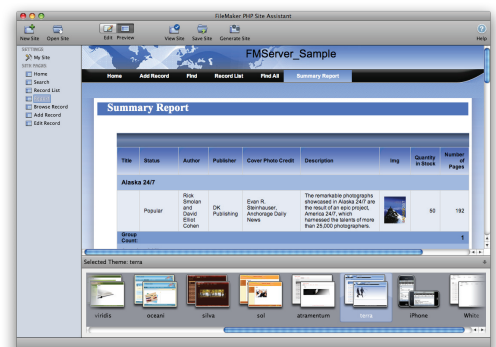 FileMaker PHP Site Assistant
New Site Open Site Edit Preview View Site Save Site Generate Site Help
SETTINGS
My Site
SITE PAGES
Home
Search
Record List
Browse Record
Add Record
Edit Record
FMServer_Sample
Home Add Record Find Record List Find All Summary Report
Summary Report
Title Status Author Publisher Cover Photo Credit Description Img Quantity in Stock Number of Pages
Alaska 24/7
Popular
Rick Smolan and David Elliot Cohen
DK Publishing
Evan R. Steinhauser, Anchorage Daily News
The remarkable photographs showcased in Alaska 24/7 are the result of an epic project, America 24/7, which harnessed the talents of more than 25,000 photographers.
50
192
Group Count: 1
Selected Theme: terra
viridis oceani silva sol atramentum terra iPhone White